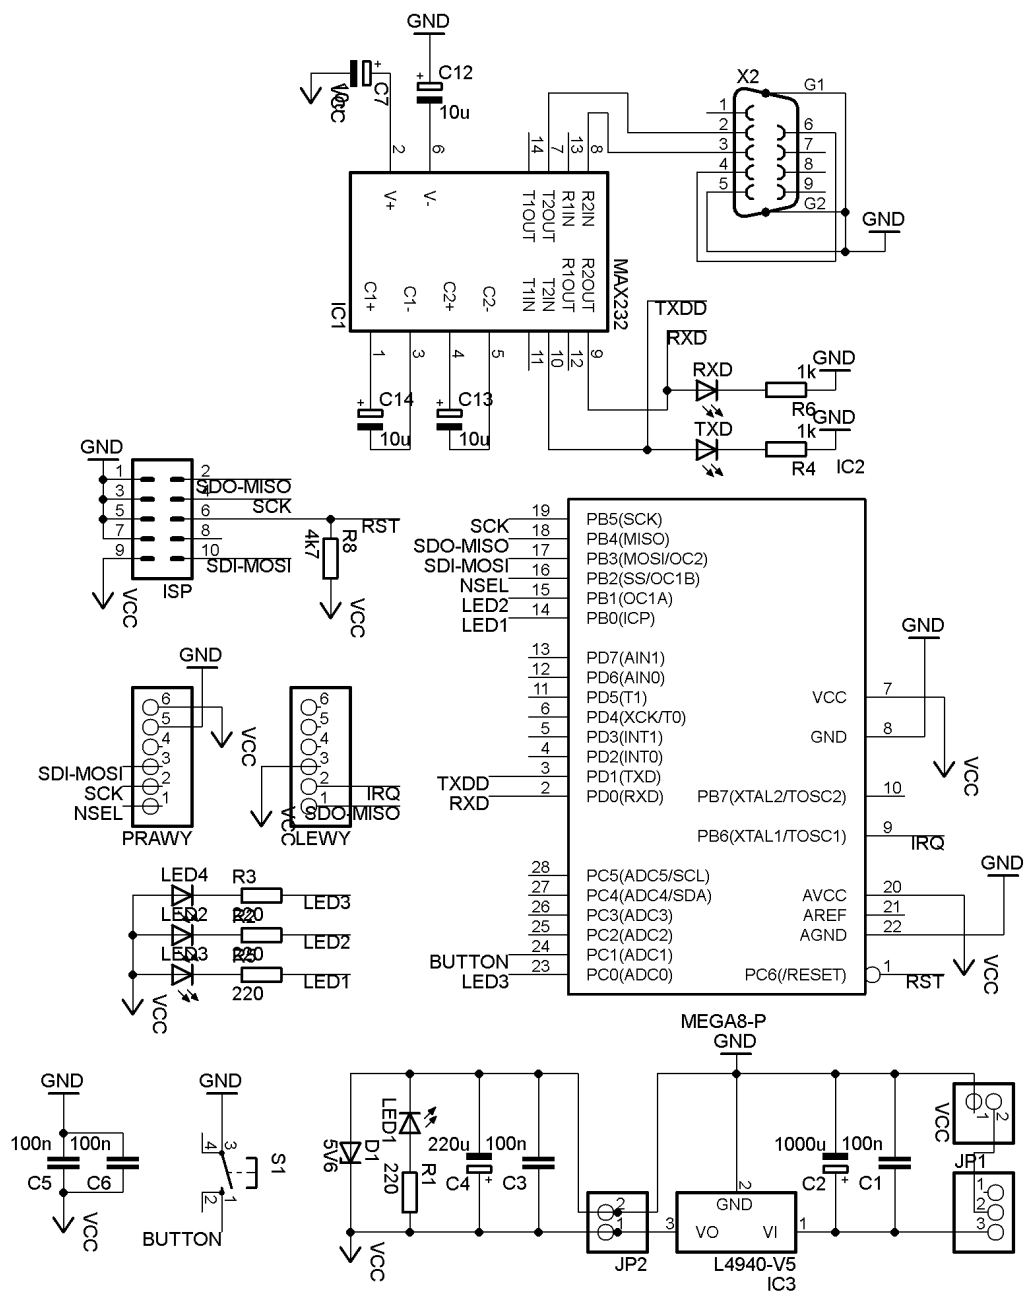 GND
C7
10u
VCC
C12
10u
2
6
14
7
13
8
V+
V-
T1OUT
T2OUT
R1IN
R2IN
C1+
C1-
C2+
C2-
T1IN
T2IN
R1OUT
R2OUT
IC1
MAX232
1
3
4
5
11
10
12
9
C14
10u
C13
10u
X2
G1
1
2
3
4
5
6
7
8
9
G2
GND
TXDD
RXD
RXD
1k
GND
R6
TXD
1k
GND
R4
IC2
GND
1
2
SDO-MISO
3
4
SCK
5
6
RST
7
8
9
10
SDI-MOSI
ISP
VCC
R8
4k7
VCC
SCK
19
PB5(SCK)
SDO-MISO
18
PB4(MISO)
SDI-MOSI
17
PB3(MOSI/OC2)
NSEL
16
PB2(SS/OC1B)
LED2
15
PB1(OC1A)
LED1
14
PB0(ICP)
13
PD7(AIN1)
12
PD6(AIN0)
11
PD5(T1)
6
PD4(XCK/T0)
5
PD3(INT1)
4
PD2(INT0)
TXDD
3
PD1(TXD)
RXD
2
PD0(RXD)
28
PC5(ADC5/SCL)
27
PC4(ADC4/SDA)
26
PC3(ADC3)
25
PC2(ADC2)
BUTTON
24
PC1(ADC1)
LED3
23
PC0(ADC0)
GND
VCC
7
GND
8
VCC
PB7(XTAL2/TOSC2)
10
PB6(XTAL1/TOSC1)
9
IRQ
GND
AVCC
20
AREF
21
AGND
22
VCC
PC6(/RESET)
1
RST
MEGA8-P
GND
6
5
4
3
2
1
SDI-MOSI
SCK
NSEL
VCC
PRAWY
6
5
4
3
2
1
IRQ
SDO-MISO
VCC
LEWY
LED4
R3
220
LED3
LED2
R2
220
LED2
LED3
R5
220
LED1
VCC
GND
100n
100n
C5
C6
VCC
GND
4
3
S1
2
1
BUTTON
GND
LED1
D1
5V6
R1
220
220u
C4
100n
C3
VCC
2
1
JP2
3
VO
2
GND
VI
1
L4940-V5
IC3
1000u
C2
100n
C1
VCC
1
2
JP1
1
2
3